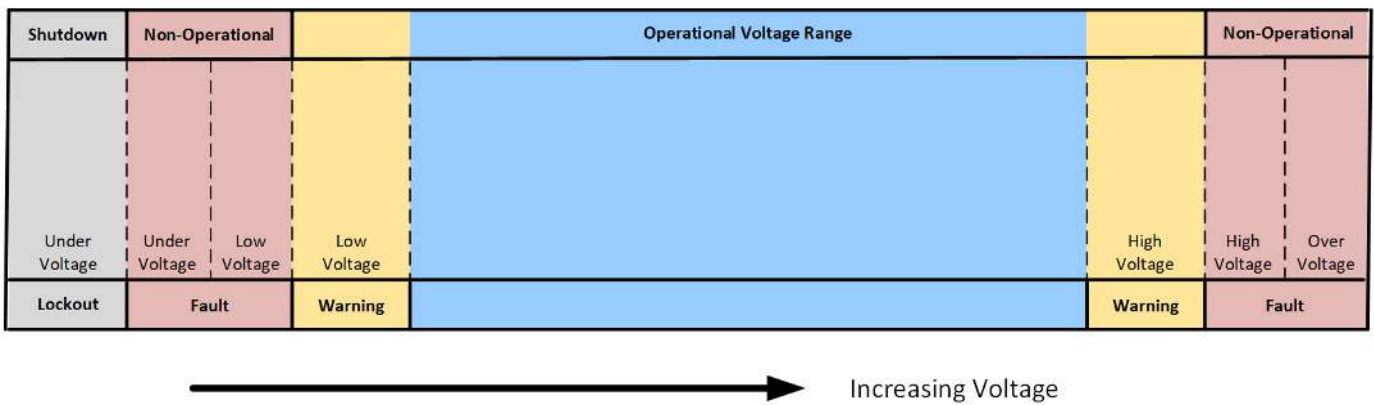 Shutdown
Non-Operational
Operational Voltage Range
Non-Operational
Under
Voltage
Under
Voltage
Low
Voltage
Low
Voltage
High
Voltage
High
Voltage
Over
Voltage
Lockout
Fault
Warning
Warning
Fault
Increasing Voltage